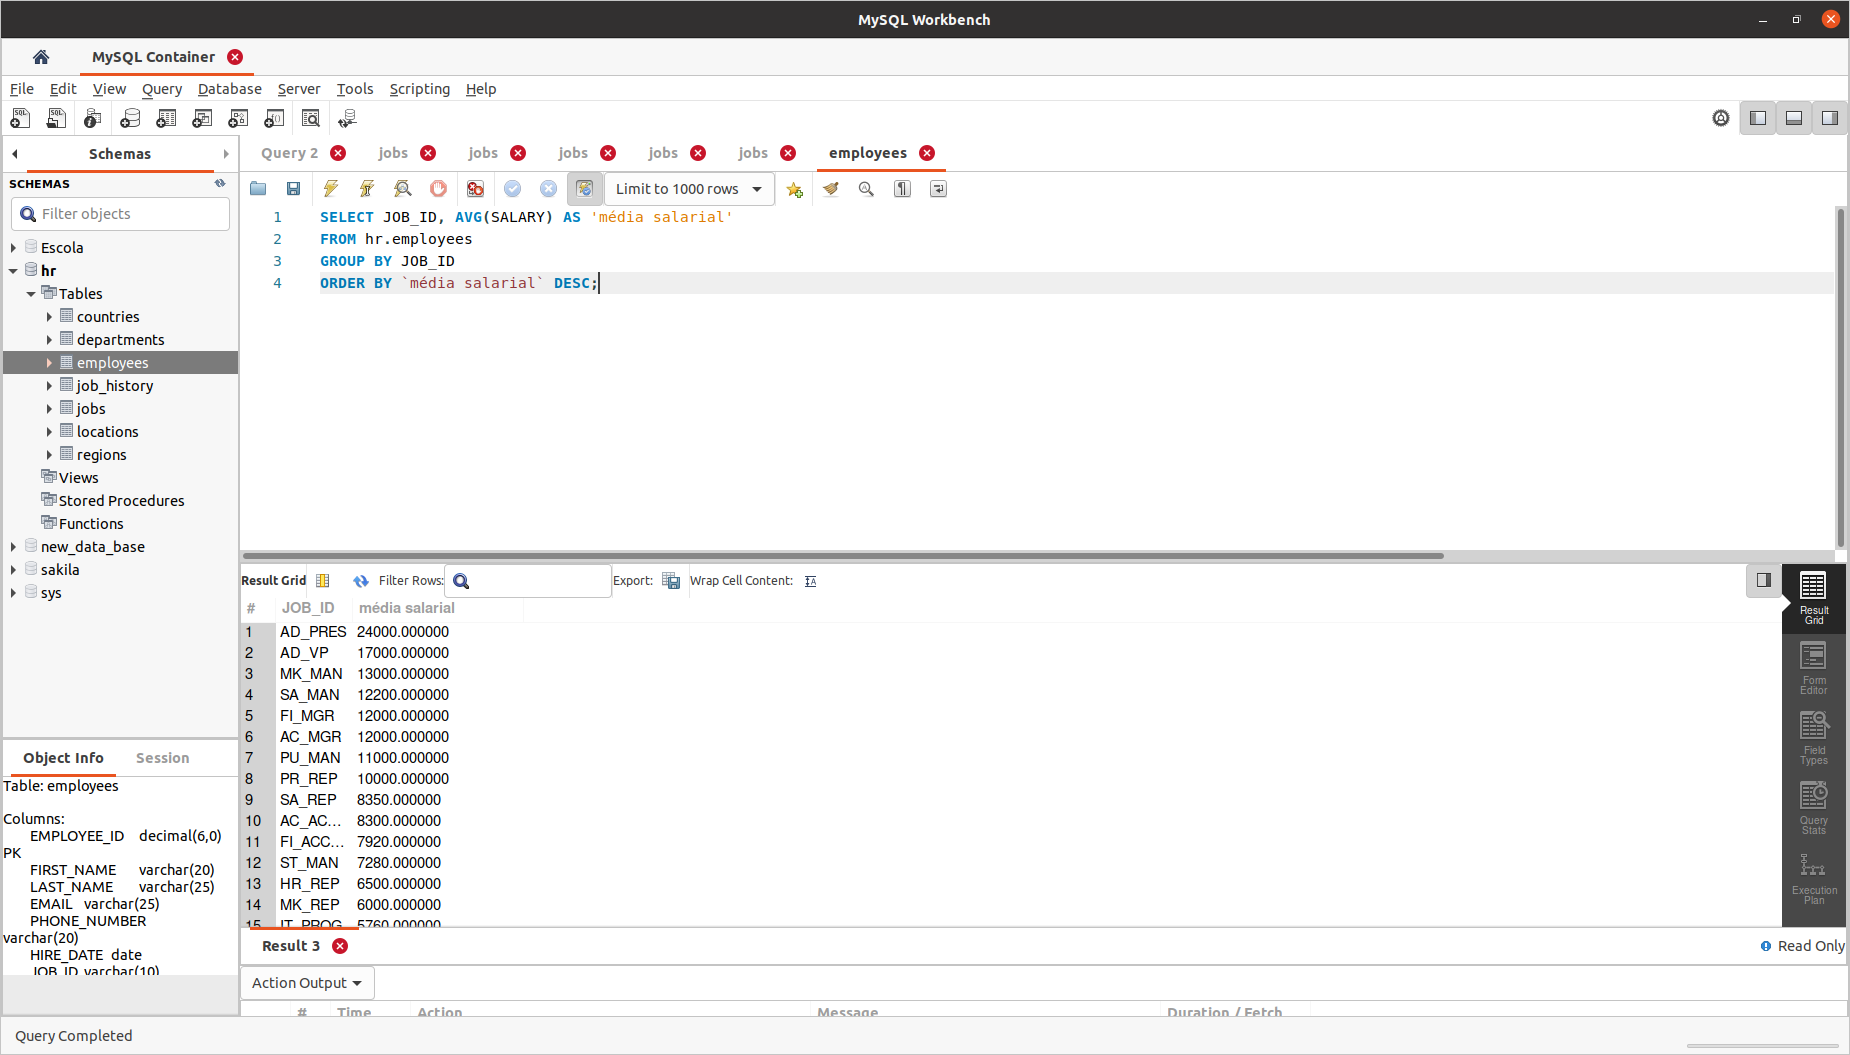 MySQL Workbench
MySQL Container
File Edit View Query Database Server Tools Scripting Help
Schemas
SCHEMAS
Filter objects
Escola
hr
Tables
countries
departments
employees
job_history
jobs
locations
regions
Views
Stored Procedures
Functions
new_data_base
sakila
sys
Object Info Session
Table: employees
Columns:
EMPLOYEE_ID decimal(6,0)
PK
FIRST_NAME varchar(20)
LAST_NAME varchar(25)
EMAIL varchar(25)
PHONE_NUMBER
varchar(20)
HIRE_DATE date
JOB_ID varchar(10)
Query 2 jobs jobs jobs jobs jobs employees
Limit to 1000 rows
1 SELECT JOB_ID, AVG(SALARY) AS 'média salarial'
2 FROM hr.employees
3 GROUP BY JOB_ID
4 ORDER BY `média salarial` DESC;
Result Grid Filter Rows: Export: Wrap Cell Content:
# JOB_ID média salarial
1 AD_PRES 24000.000000
2 AD_VP 17000.000000
3 MK_MAN 13000.000000
4 SA_MAN 12200.000000
5 FI_MGR 12000.000000
6 AC_MGR 12000.000000
7 PU_MAN 11000.000000
8 PR_REP 10000.000000
9 SA_REP 8350.000000
10 AC_AC... 8300.000000
11 FI_ACC... 7920.000000
12 ST_MAN 7280.000000
13 HR_REP 6500.000000
14 MK_REP 6000.000000
15 IT_PROG 5760.000000
Result
Grid
Form
Editor
Field
Types
Query
Stats
Execution
Plan
Result 3
Read Only
Action Output
# Time Action Message Duration / Fetch
Query Completed